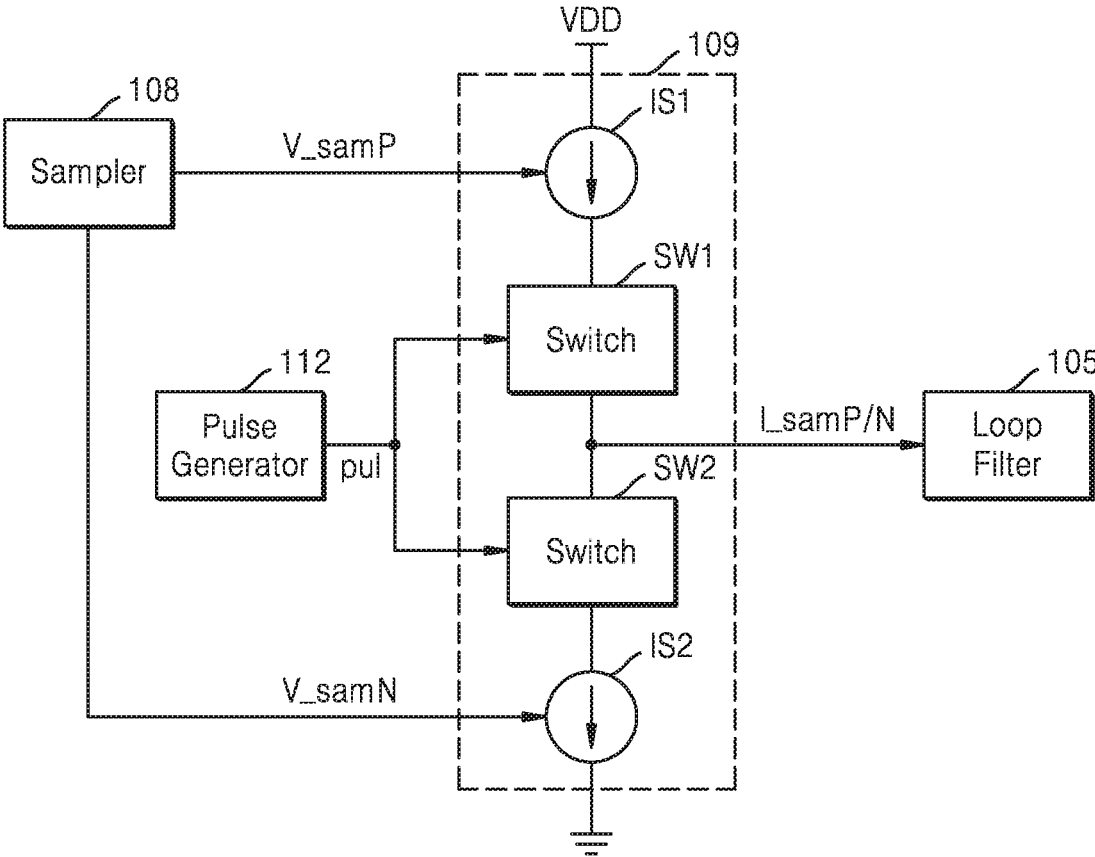 VDD
109
108
IS1
Sampler
V_samP
SW1
Switch
112
105
Pulse
Generator
pul
I_samP/N
Loop
Filter
SW2
Switch
IS2
V_samN